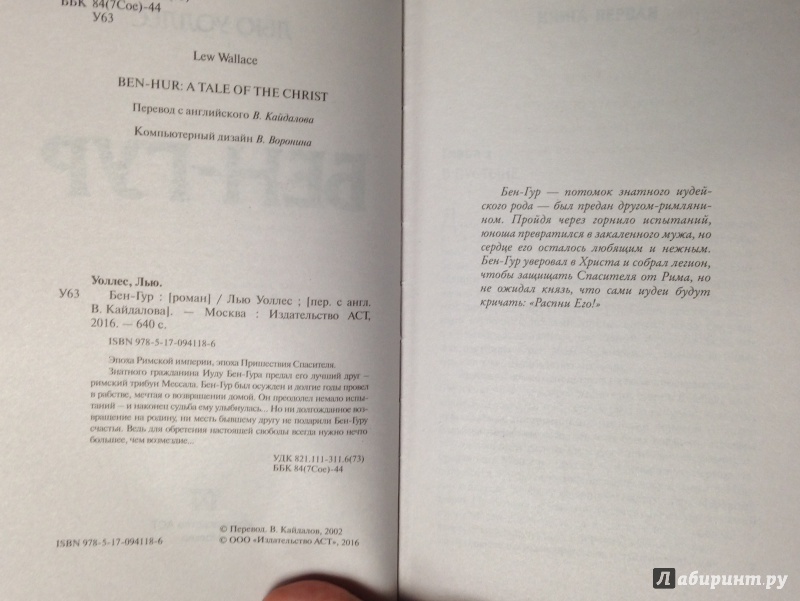 ББК 84(7Сое)-44
У63
Lew Wallace
BEN-HUR: A TALE OF THE CHRIST
Перевод с английского В. Кайдалова
Компьютерный дизайн В. Воронина
БЕН-ГУР
Уоллес, Лью.
У63 Бен-Гур : [роман] / Лью Уоллес ; [пер. с англ.
В. Кайдалова]. — Москва : Издательство АСТ,
2016. — 640 с.
ISBN 978-5-17-094118-6
Эпоха Римской империи, эпоха Пришествия Спасителя.
Знатного гражданина Иуду Бен-Гура предал его лучший друг –
римский трибун Мессала. Бен-Гур был осужден и долгие годы провел
в рабстве, мечтая о возвращении домой. Он преодолел немало испы-
таний – и наконец судьба ему улыбнулась... Но ни долгожданное воз-
вращение на родину, ни месть бывшему другу не подарили Бен-Гуру
счастья. Ведь для обретения настоящей свободы всегда нужно нечто
большее, чем возмездие...
УДК 821.111-311.6(73)
ББК 84(7Сое)-44
© Перевод. В. Кайдалов, 2002
ISBN 978-5-17-094118-6 © ООО «Издательство АСТ», 2016
Бен-Гур — потомок знатного иудей-
ского рода — был предан другом-римляни-
ном. Пройдя через горнило испытаний,
юноша превратился в закаленного мужа, но
сердце его осталось любящим и нежным.
Бен-Гур уверовал в Христа и собрал легион,
чтобы защищать Спасителя от Рима, но
не ожидал князь, что сами иудеи будут
кричать: «Распни Его!»
Лабиринт.ру